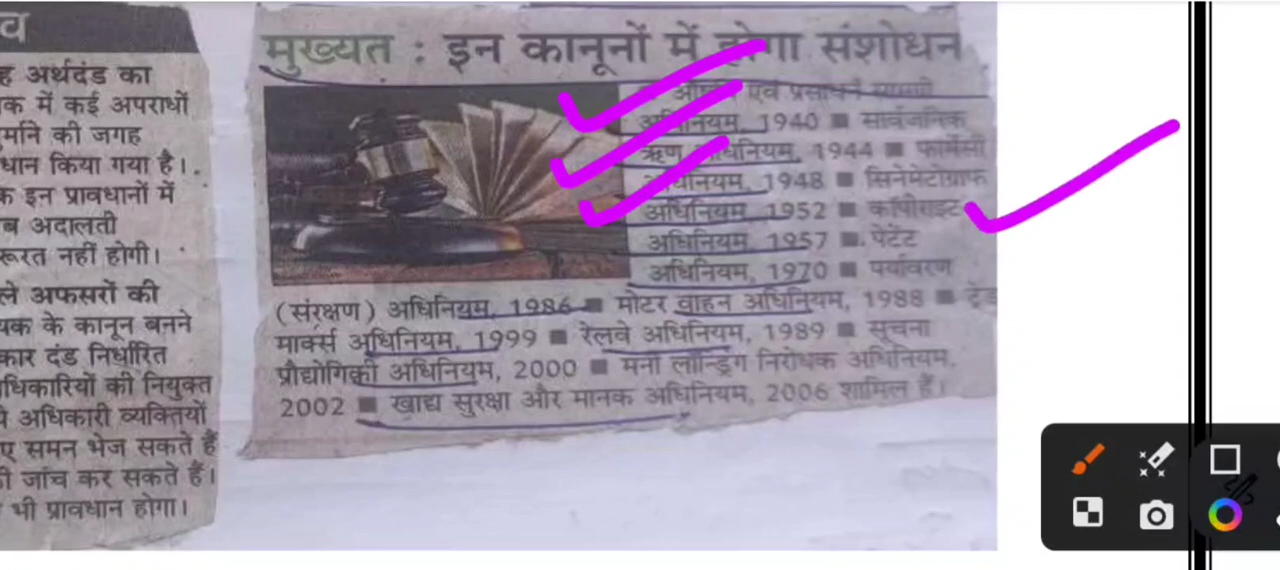 व
ह अर्थदंड का
क में कई अपराधों
र्माने की जगह
धान किया गया है।
क इन प्रावधानों में
ब अदालती
रूरत नहीं होगी।
ले अफसरों की
यक के कानून बनने
कार दंड निर्धारित
धिकारियों को नियुक्त
ये अधिकारी व्यक्तियों
ए समन भेज सकते हैं
की जांच कर सकते हैं।
भी प्रावधान होगा।
मुख्यत : इन कानूनों में होगा संशोधन
एवं प्रसाधन सामग्री
अधिनियम, 1940 ■ सार्वजनिक
ऋण अधिनियम, 1944 ■ फार्मेसी
अधिनियम, 1948 ■ सिनेमेटोग्राफ
अधिनियम, 1952 ■ कॉपीराइट
अधिनियम, 1957 ■ पेटेंट
अधिनियम, 1970 ■ पर्यावरण
(संरक्षण) अधिनियम, 1986 ■ मोटर वाहन अधिनियम, 1988 ■ ट्रेड
मार्क्स अधिनियम, 1999 ■ रेलवे अधिनियम, 1989 ■ सूचना
प्रौद्योगिकी अधिनियम, 2000 ■ मनी लॉन्ड्रिंग निरोधक अधिनियम,
2002 ■ खाद्य सुरक्षा और मानक अधिनियम, 2006 शामिल हैं।